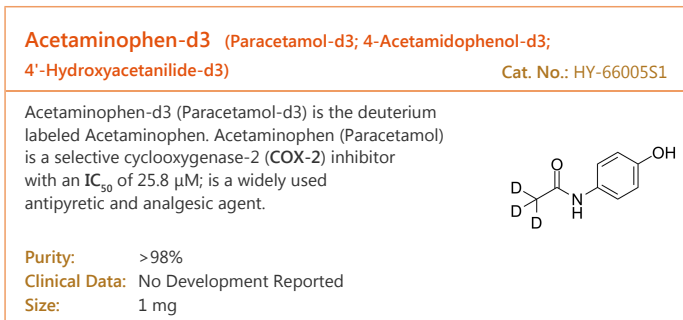 Acetaminophen-d3 (Paracetamol-d3; 4-Acetamidophenol-d3;
4'-Hydroxyacetanilide-d3)
Cat. No.: HY-66005S1
Acetaminophen-d3 (Paracetamol-d3) is the deuterium
labeled Acetaminophen. Acetaminophen (Paracetamol)
is a selective cyclooxygenase-2 (COX-2) inhibitor
with an IC50 of 25.8 μM; is a widely used
antipyretic and analgesic agent.
O
OH
D
D
D
N
H
Purity: >98%
Clinical Data: No Development Reported
Size: 1 mg